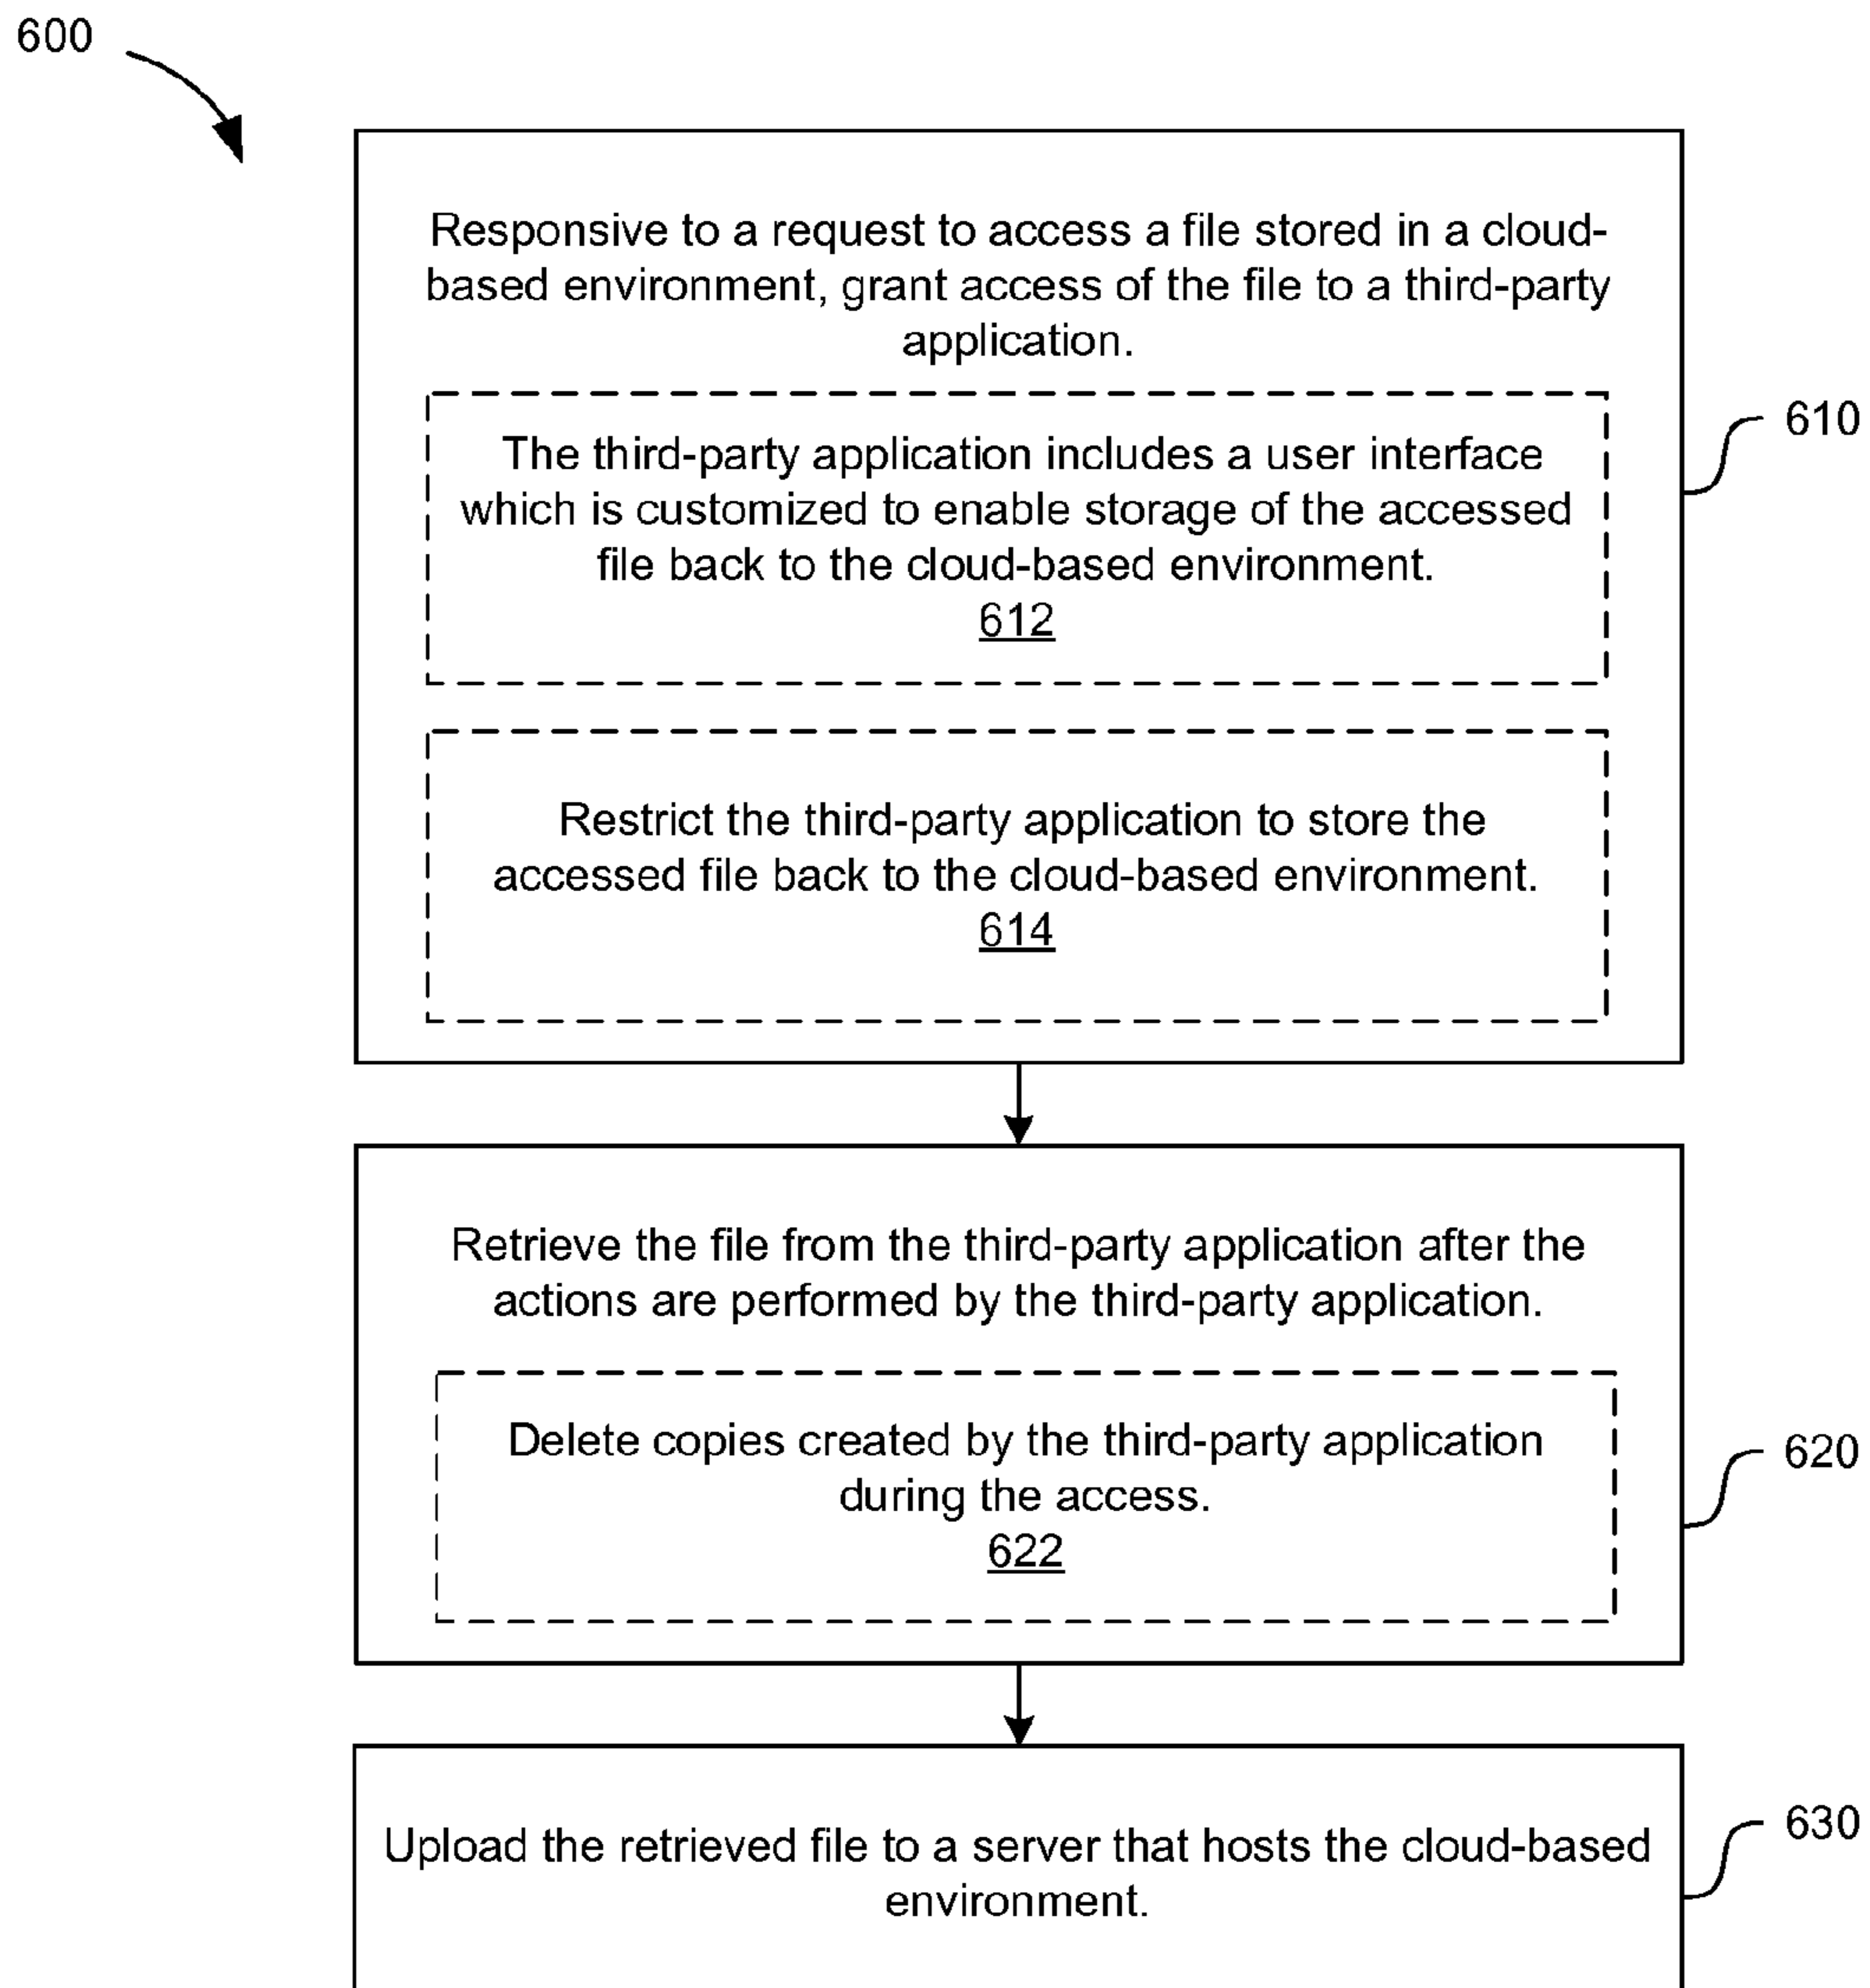 600
Responsive to a request to access a file stored in a cloud-
based environment, grant access of the file to a third-party
application.
The third-party application includes a user interface
which is customized to enable storage of the accessed
file back to the cloud-based environment.
612
610
Restrict the third-party application to store the
accessed file back to the cloud-based environment.
614
Retrieve the file from the third-party application after the
actions are performed by the third-party application.
Delete copies created by the third-party application
during the access.
622
620
Upload the retrieved file to a server that hosts the cloud-based
environment.
630